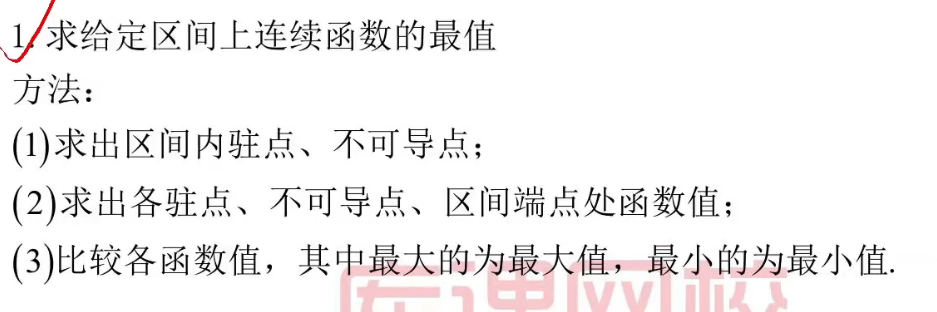 1. 求给定区间上连续函数的最值
方法：
(1)求出区间内驻点、不可导点；
(2)求出各驻点、不可导点、区间端点处函数值；
(3)比较各函数值，其中最大的为最大值，最小的为最小值.